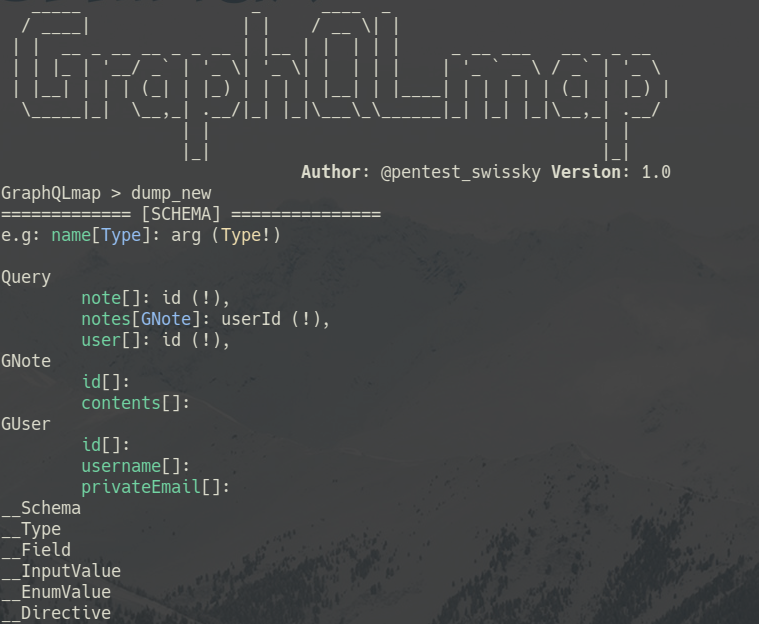 GraphQLmap
Author: @pentest_swissky Version: 1.0
GraphQLmap > dump_new
============= [SCHEMA] ===============
e.g: name[Type]: arg (Type!)
Query
note[]: id (!),
notes[GNote]: userId (!),
user[]: id (!),
GNote
id[]:
contents[]:
GUser
id[]:
username[]:
privateEmail[]:
__Schema
__Type
__Field
__InputValue
__EnumValue
__Directive